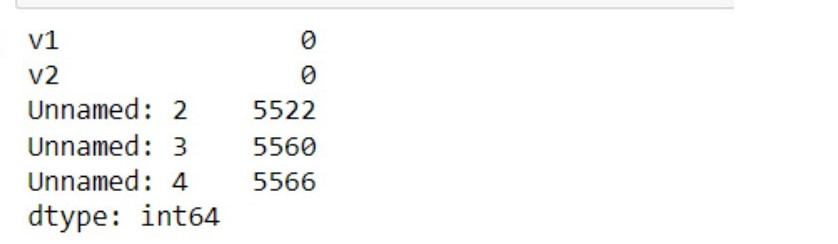 v1 0
v2 0
Unnamed: 2 5522
Unnamed: 3 5560
Unnamed: 4 5566
dtype: int64